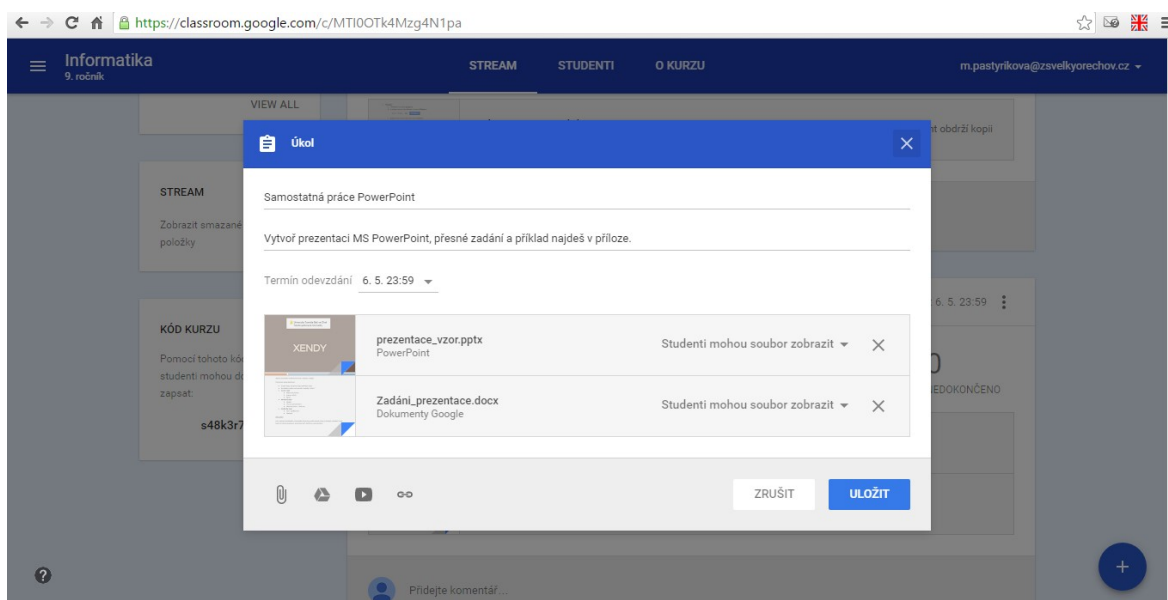 https://classroom.google.com/c/MTI0OTk4Mzg4N1pa
Informatika
9. ročník
STREAM STUDENTI O KURZU
m.pastyrikova@zsvelkyorechov.cz
VIEW ALL
nt obdrží kopii
Úkol
STREAM
Zobrazit smazané
položky
Samostatná práce PowerPoint
Vytvoř prezentaci MS PowerPoint, přesné zadání a příklad najdeš v příloze.
Termín odevzdání 6. 5. 23:59
6. 5. 23:59
KÓD KURZU
Pomocí tohoto kó
studenti mohou do
zapsat:
s48k3r7
XENDY
prezentace_vzor.pptx
PowerPoint
Studenti mohou soubor zobrazit
Zadáni_prezentace.docx
Dokumenty Google
Studenti mohou soubor zobrazit
EDOKONČENO
ZRUŠIT ULOŽIT
Přidejte komentář...